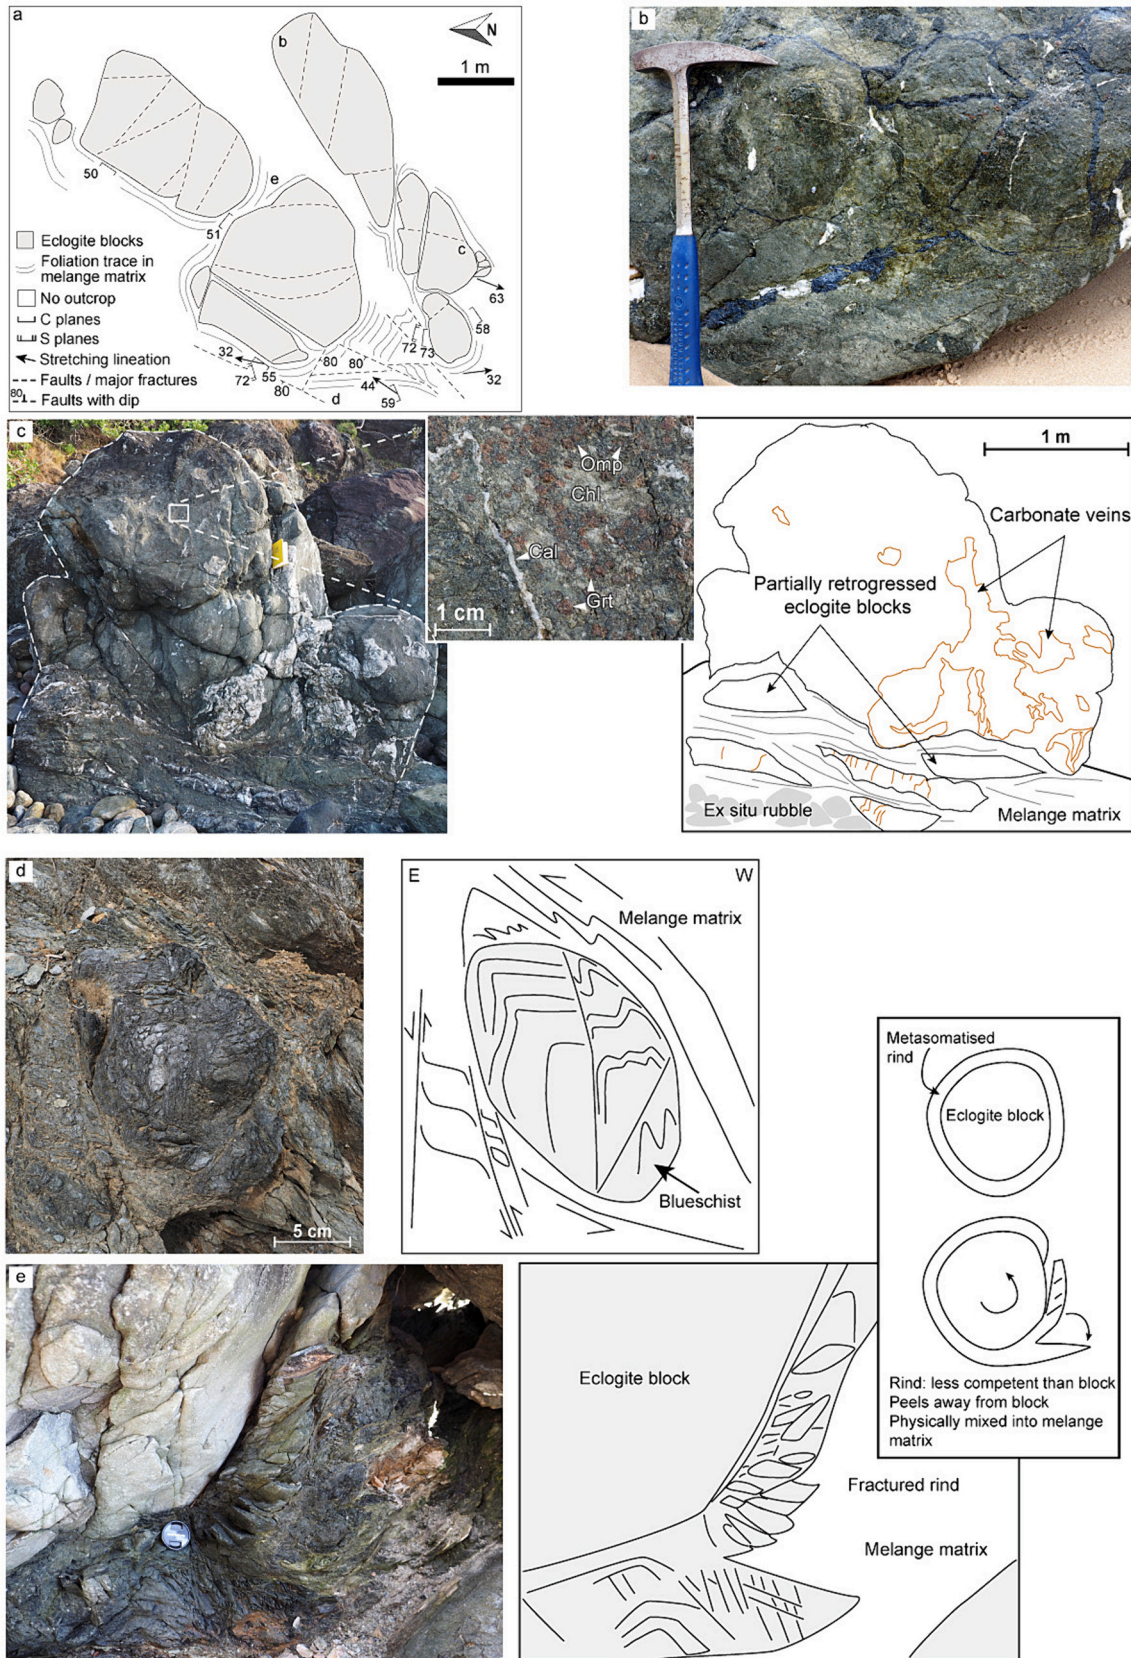 a
b
N
1 m
50
e
51
c
63
58
72
73
32
72
55
80
80
80
44
59
32
d
Eclogite blocks
Foliation trace in
melange matrix
No outcrop
C planes
S planes
Stretching lineation
Faults / major fractures
80
Faults with dip
b
c
Omp
Chl
Cal
Grt
1 cm
1 m
Carbonate veins
Partially retrogressed
eclogite blocks
Ex situ rubble
Melange matrix
d
5 cm
E
W
Melange matrix
Blueschist
Metasomatised
rind
Eclogite block
Rind: less competent than block
Peels away from block
Physically mixed into melange
matrix
e
Eclogite block
Fractured rind
Melange matrix